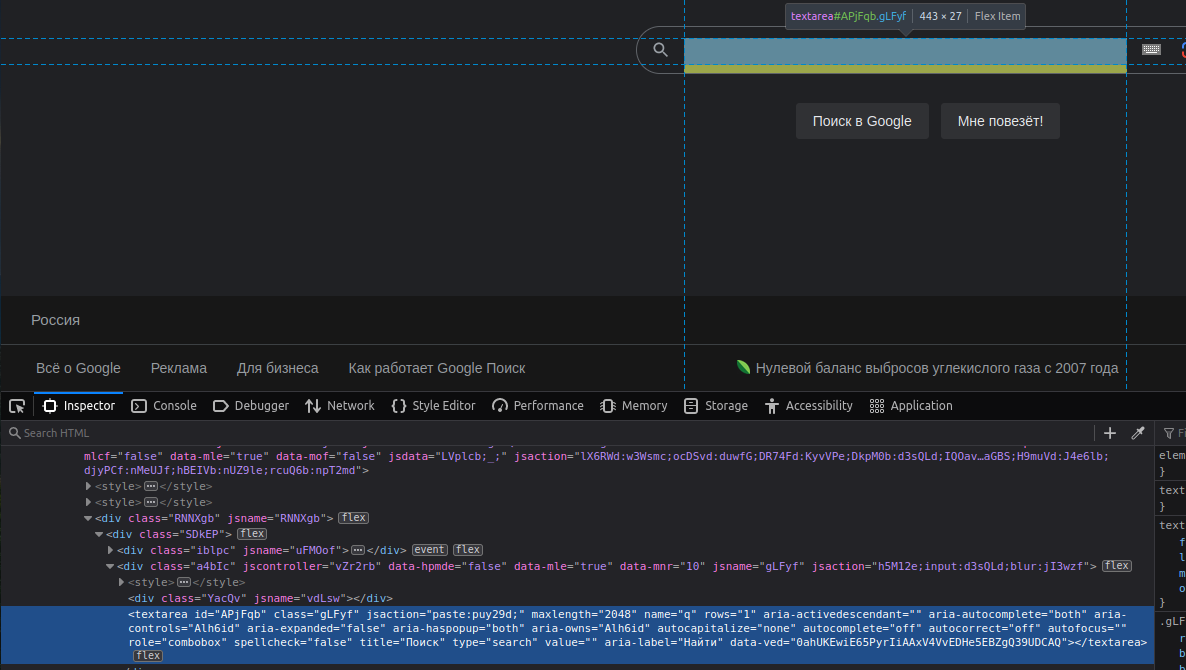 textarea#APjFqb.gLFyf 443 × 27 Flex Item
Поиск в Google Мне повезёт!
Россия
Всё о Google Реклама Для бизнеса Как работает Google Поиск Нулевой баланс выбросов углекислого газа с 2007 года
Inspector Console Debugger Network Style Editor Performance Memory Storage Accessibility Application
Search HTML
mlcf="false" data-mle="true" data-mof="false" jsdata="LVplcb;_;" jsaction="lX6RWd:w3Wsmc;ocDSvd:duwfG;DR74Fd:KyvVPe;DkpM0b:d3sQLd;IQOav…aGBS;H9muVd:J4e6lb;
djyPCf:nMeUJf;hBEIVb:nUZ9le;rcuQ6b:npT2md">
<style></style>
<style></style>
<div class="RNNXgb" jsname="RNNXgb"> flex
<div class="SDkEP"> flex
<div class="iblpc" jsname="uFMOof"></div> event flex
<div class="a4bIc" jscontroller="vZr2rb" data-hpmde="false" data-mle="true" data-mnr="10" jsname="gLFyf" jsaction="h5M12e;input:d3sQLd;blur:jI3wzf"> flex
<style></style>
<div class="YacQv" jsname="vdLsw"></div>
<textarea id="APjFqb" class="gLFyf" jsaction="paste:puy29d;" maxlength="2048" name="q" rows="1" aria-activedescendant="" aria-autocomplete="both" aria-
controls="Alh6id" aria-expanded="false" aria-haspopup="both" aria-owns="Alh6id" autocapitalize="none" autocomplete="off" autocorrect="off" autofocus=""
role="combobox" spellcheck="false" title="Поиск" type="search" value="" aria-label="Найти" data-ved="0ahUKEwiE65PyrIiAAxV4VvEDHe5EBZgQ39UDCAQ"></textarea>
flex
elem
}
text
}
text
}
.gLF